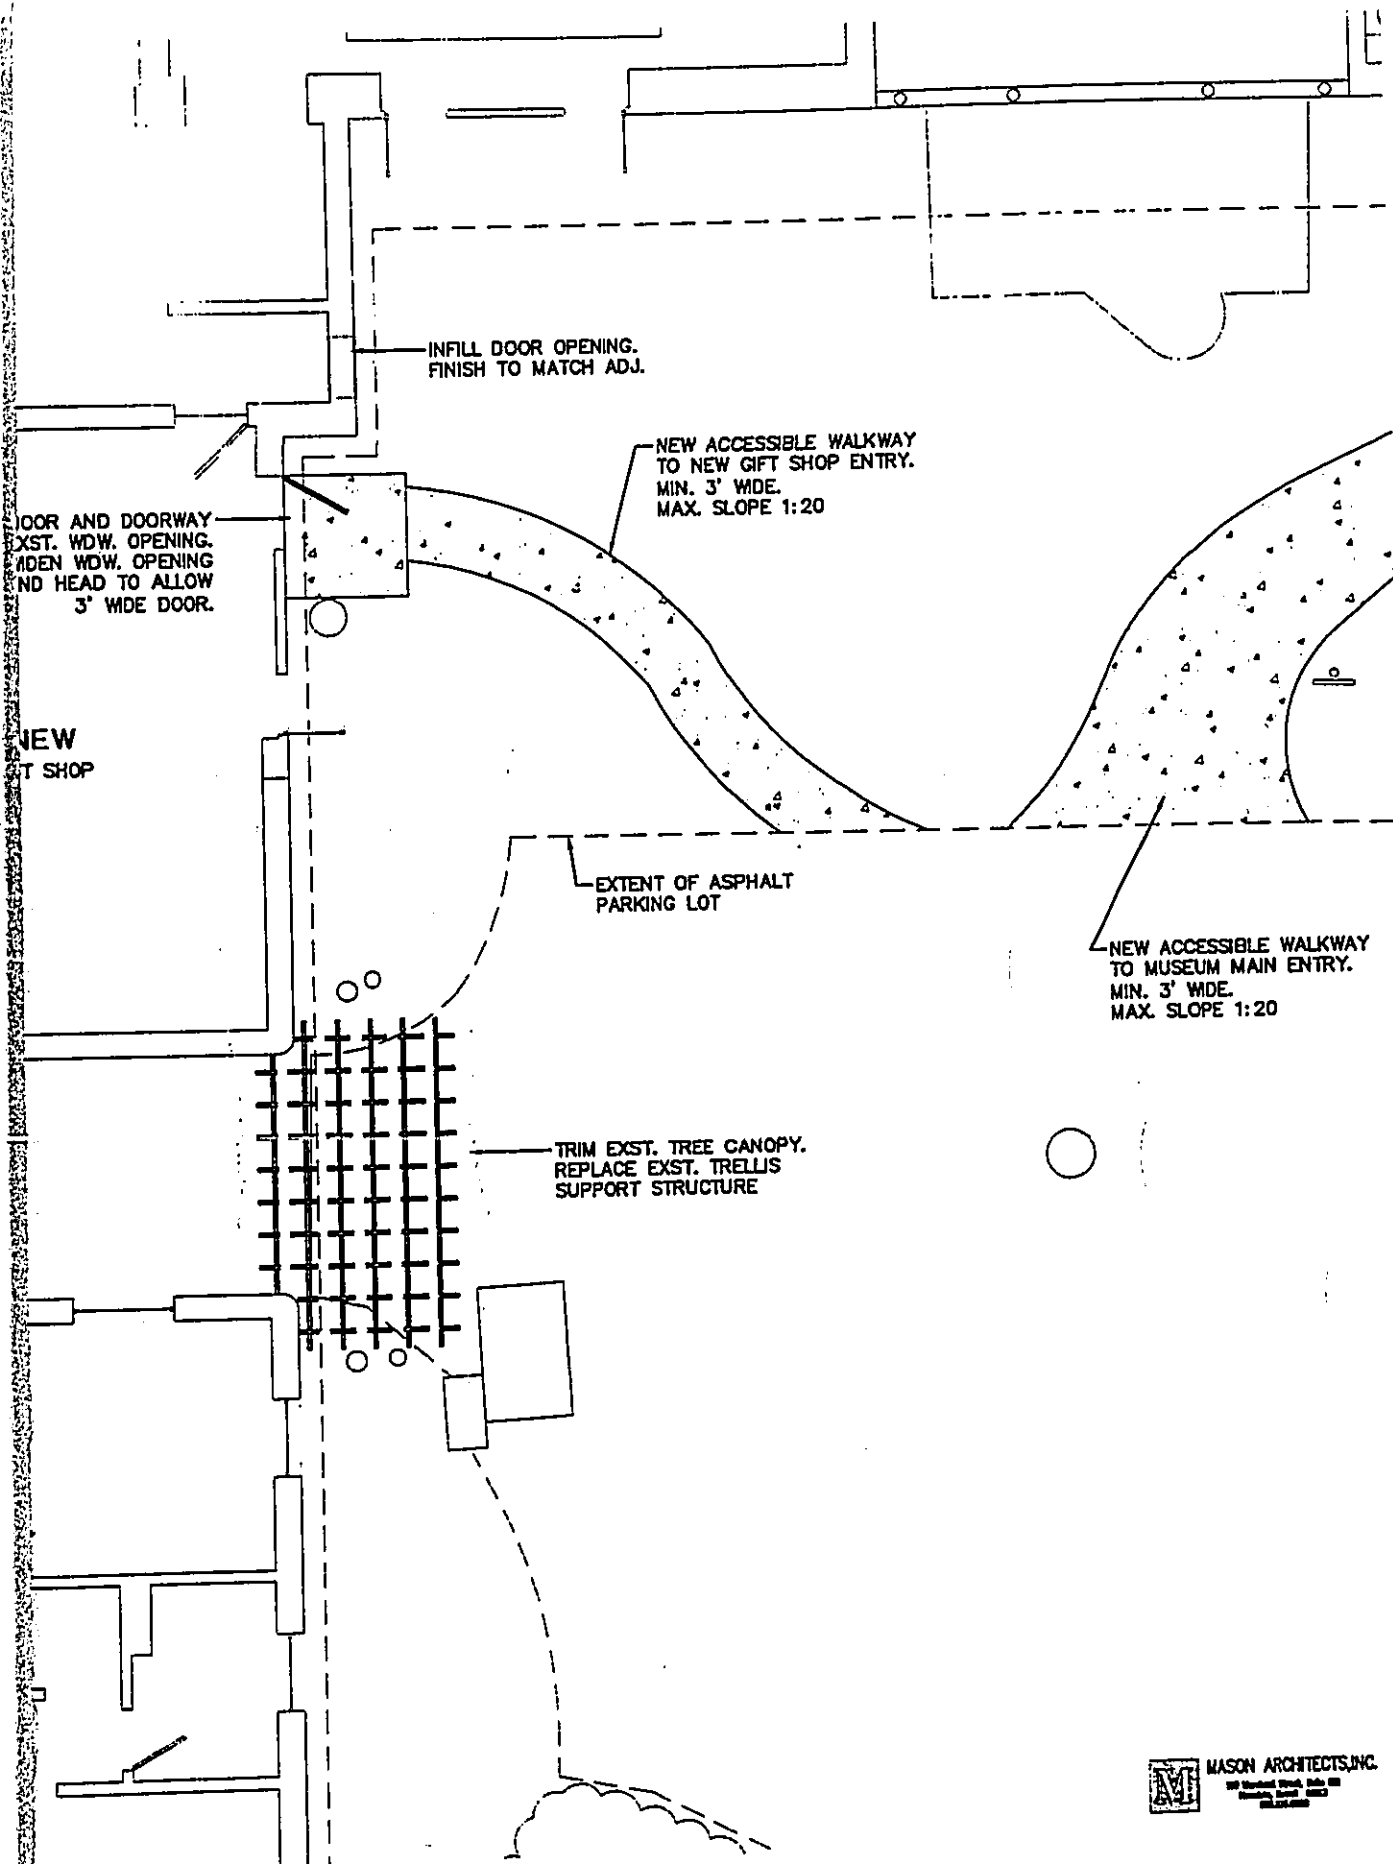 INFILL DOOR OPENING.
FINISH TO MATCH ADJ.
NEW ACCESSIBLE WALKWAY
TO NEW GIFT SHOP ENTRY.
MIN. 3' WIDE.
MAX. SLOPE 1:20
OOR AND DOORWAY
XST. WDW. OPENING.
DEN WDW. OPENING
ND HEAD TO ALLOW
3' WIDE DOOR.
NEW
T SHOP
EXTENT OF ASPHALT
PARKING LOT
NEW ACCESSIBLE WALKWAY
TO MUSEUM MAIN ENTRY.
MIN. 3' WIDE.
MAX. SLOPE 1:20
TRIM EXST. TREE CANOPY.
REPLACE EXST. TRELLIS
SUPPORT STRUCTURE
M
MASON ARCHITECTS,INC.